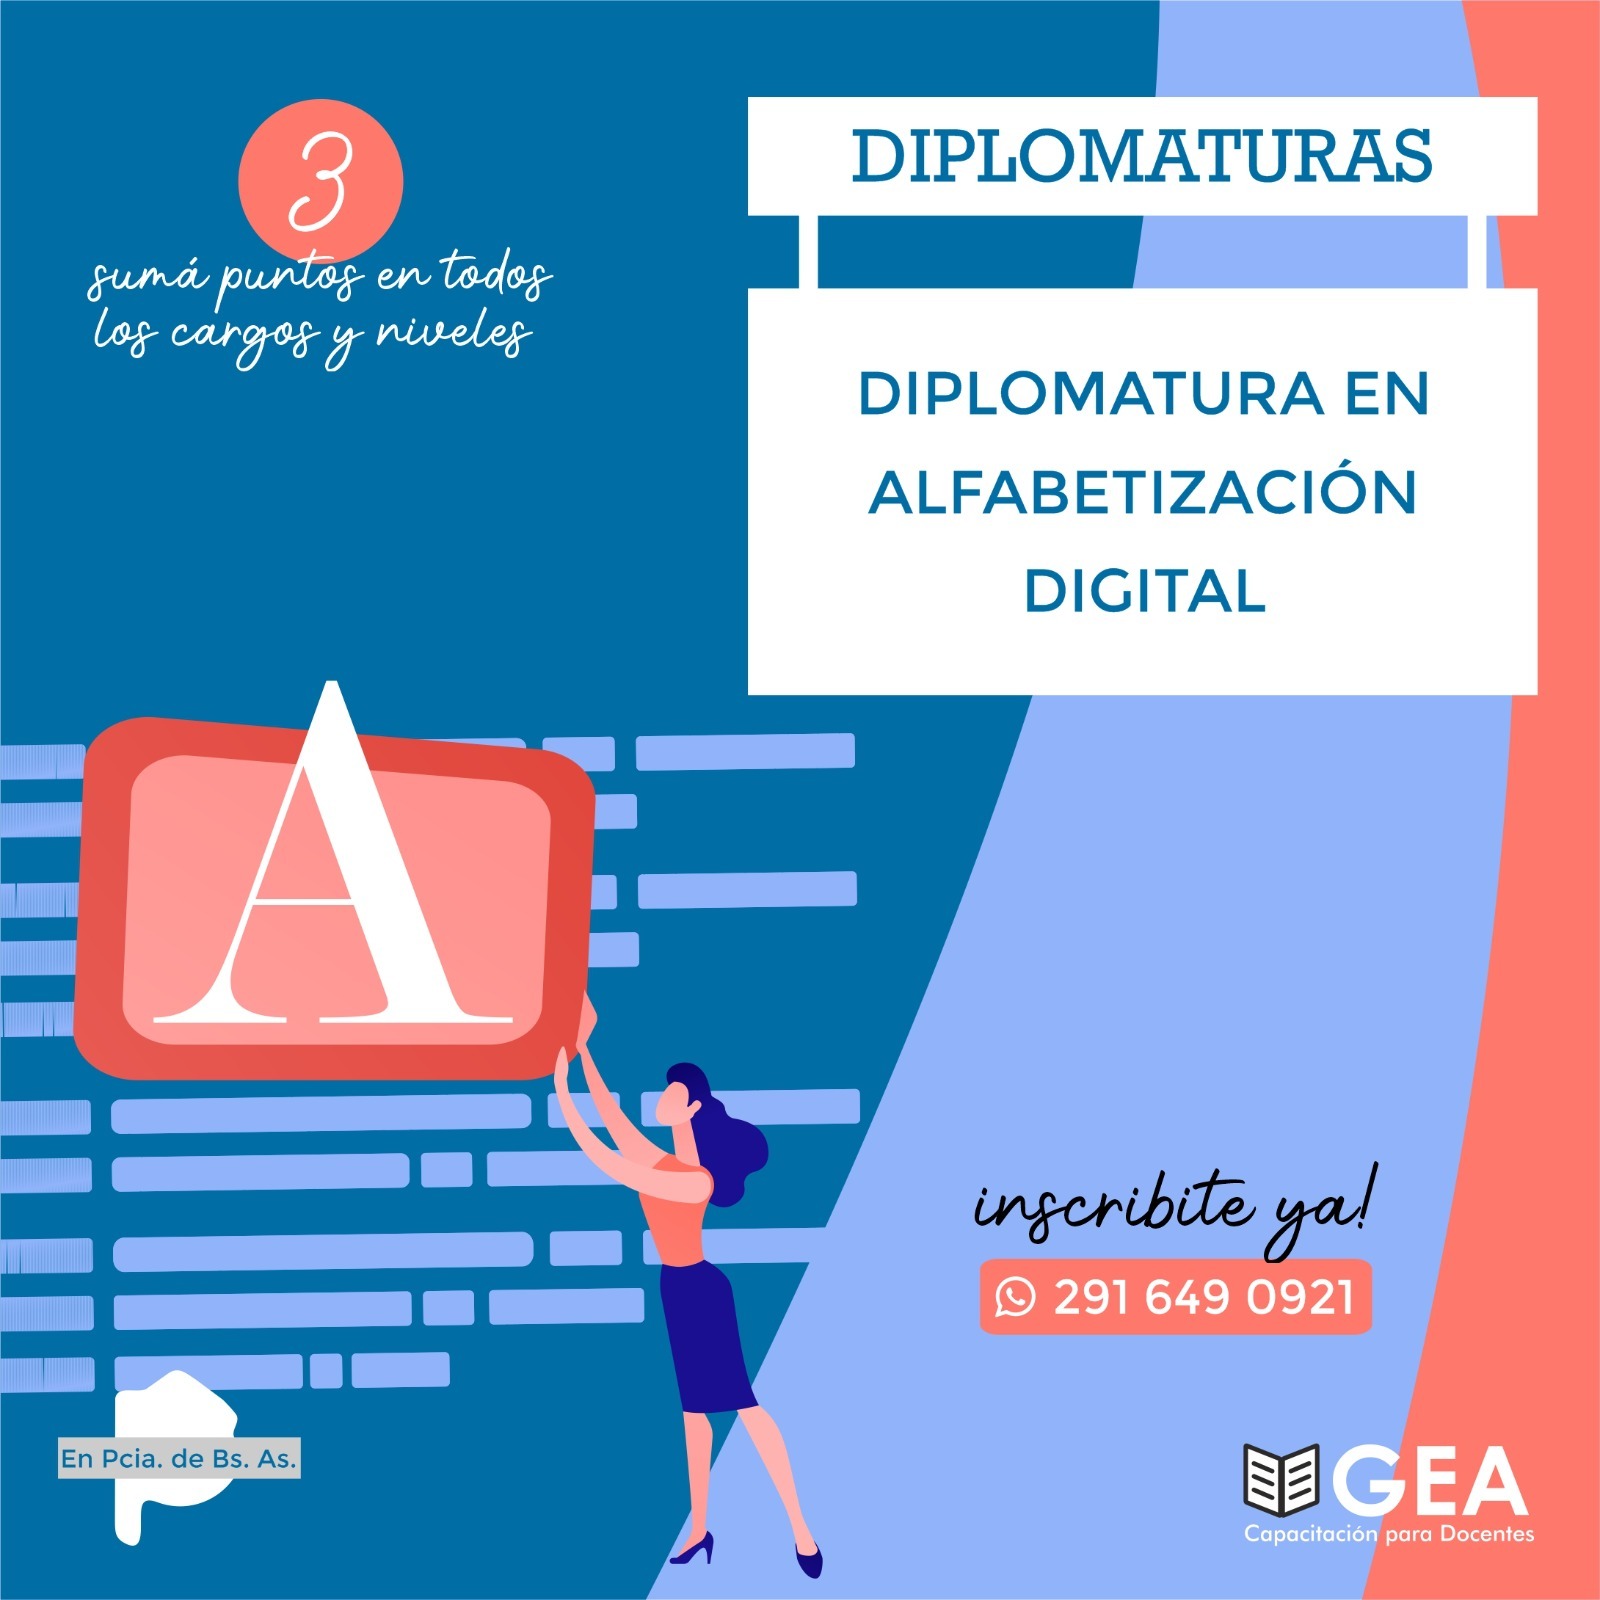 3
sumá puntos en todos
los cargos y niveles
DIPLOMATURAS
DIPLOMATURA EN
ALFABETIZACIÓN
DIGITAL
A
inscribite ya!
291 649 0921
En Pcia. de Bs. As.
GEA
Capacitación para Docentes